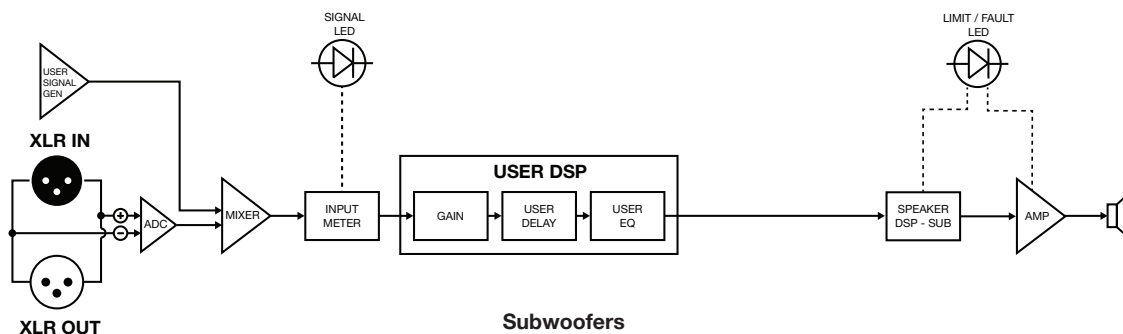 SIGNAL
LED
LIMIT / FAULT
LED
USER
SIGNAL
GEN
XLR IN
USER DSP
+
ADC
−
MIXER
INPUT
METER
GAIN
USER
DELAY
USER
EQ
SPEAKER
DSP - SUB
AMP
XLR OUT
Subwoofers